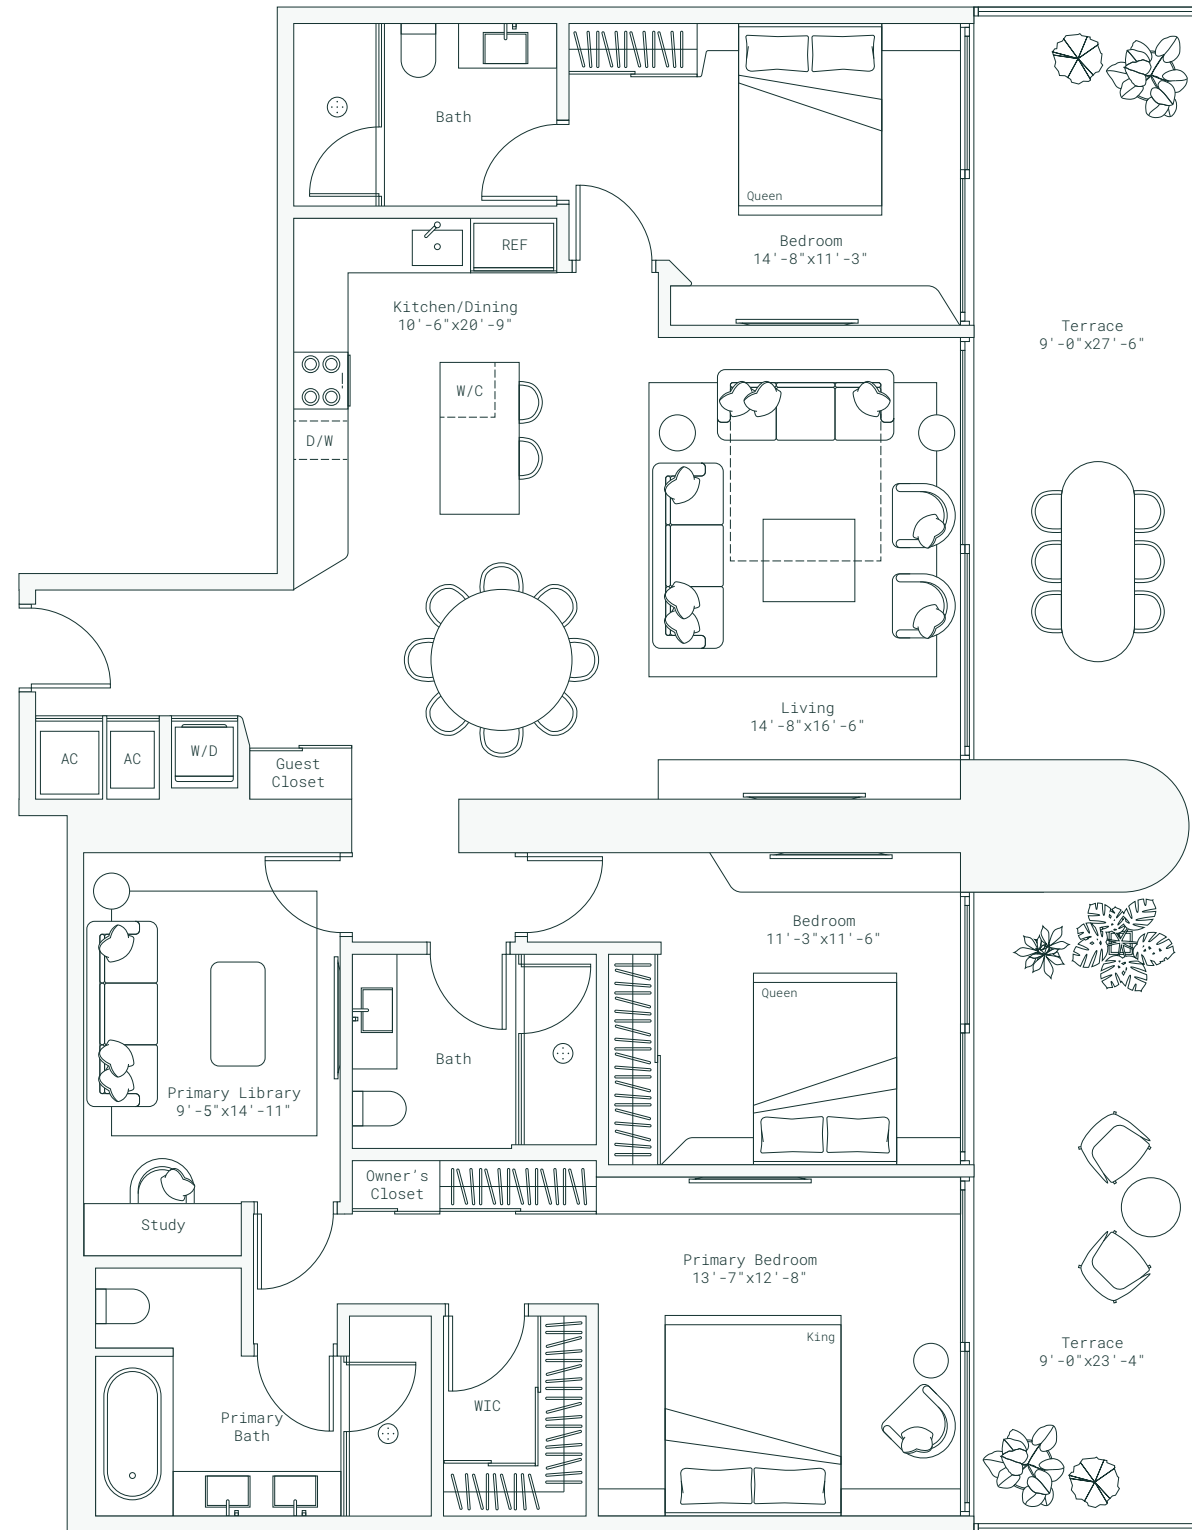 Bath
Queen
Bedroom
14'-8"x11'-3"
REF
Kitchen/Dining
10'-6"x20'-9"
Terrace
9'-0"x27'-6"
W/C
D/W
Living
14'-8"x16'-6"
AC
AC
W/D
Guest
Closet
Bedroom
11'-3"x11'-6"
Queen
Bath
Primary Library
9'-5"x14'-11"
Owner's
Closet
Study
Primary Bedroom
13'-7"x12'-8"
King
Terrace
9'-0"x23'-4"
WIC
Primary
Bath